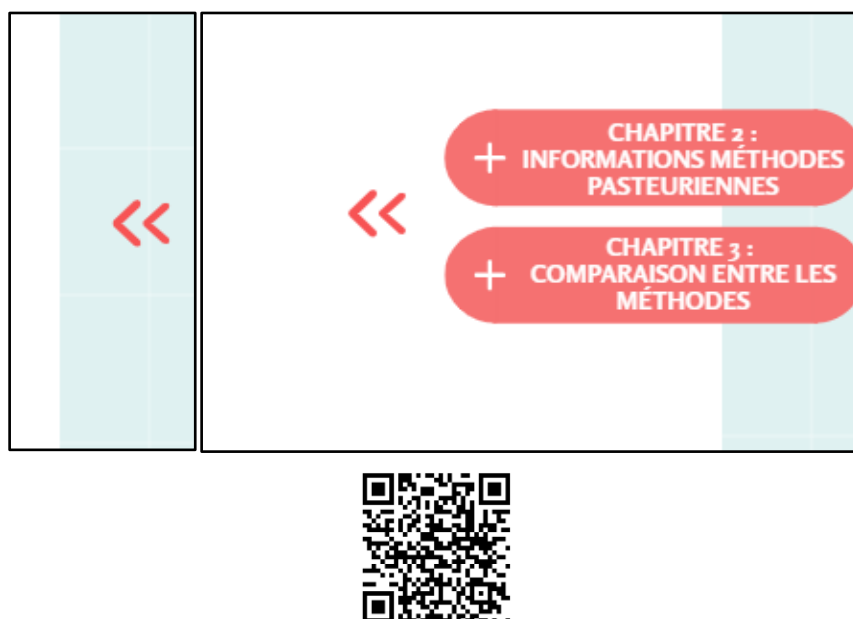 CHAPITRE 2 :
+ INFORMATIONS MÉTHODES
PASTEURIENNES
CHAPITRE 3 :
+ COMPARAISON ENTRE LES
MÉTHODES